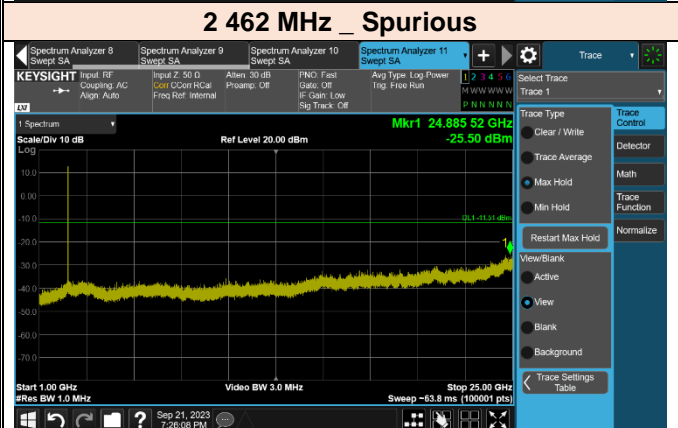 2 462 MHz _ Spurious
Spectrum Analyzer 8
Swept SA
Spectrum Analyzer 9
Swept SA
Spectrum Analyzer 10
Swept SA
Spectrum Analyzer 11
Swept SA
Trace
KEYSIGHT
Input: RF
Coupling: AC
Align: Auto
Input Z: 50 Ω
Corr CCorr RCal
Freq Ref: Internal
Atten: 30 dB
Preamp: Off
PNO: Fast
Gate: Off
IF Gain: Low
Sig Track: Off
Avg Type: Log-Power
Trig: Free Run
1 2 3 4 5 6
M W W W W W
P N N N N N
Select Trace
Trace 1
LXI
1 Spectrum
Mkr1 24.885 52 GHz
Scale/Div 10 dB
Ref Level 20.00 dBm
-25.50 dBm
Log
10.0
0.00
-10.0
DL1 -11.51 dBm
-20.0
1
-30.0
-40.0
-50.0
-60.0
-70.0
Start 1.00 GHz
Video BW 3.0 MHz
Stop 25.00 GHz
#Res BW 1.0 MHz
Sweep ~63.8 ms (100001 pts)
Trace Type
Clear / Write
Trace Average
Max Hold
Min Hold
Restart Max Hold
View/Blank
Active
View
Blank
Background
Trace Settings
Table
Trace
Control
Detector
Math
Trace
Function
Normalize
?
Sep 21, 2023
7:26:08 PM